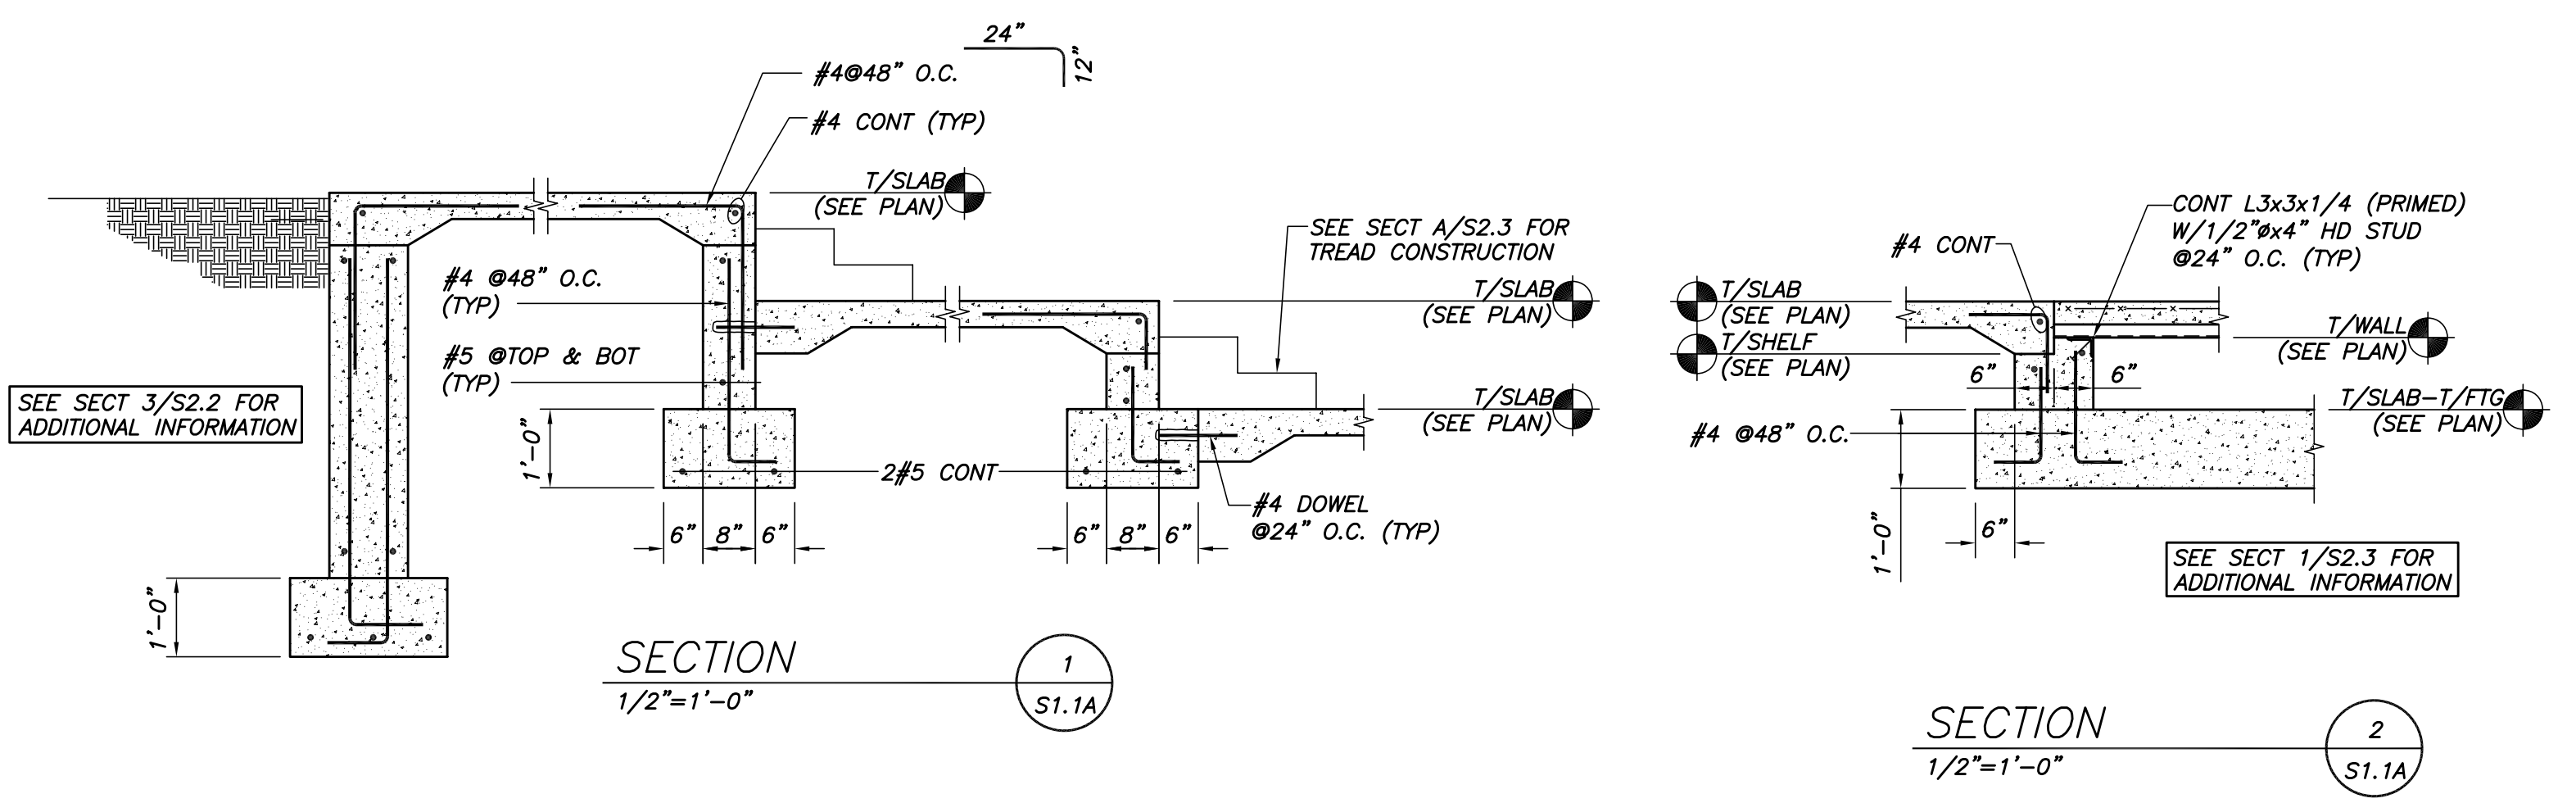 24"
12"
#4@48" O.C.
#4 CONT (TYP)
T/SLAB
(SEE PLAN)
SEE SECT A/S2.3 FOR
TREAD CONSTRUCTION
#4 @48" O.C.
(TYP)
T/SLAB
(SEE PLAN)
#5 @TOP & BOT
(TYP)
SEE SECT 3/S2.2 FOR
ADDITIONAL INFORMATION
T/SLAB
(SEE PLAN)
1'-0"
2#5 CONT
#4 DOWEL
@24" O.C. (TYP)
6" 8" 6"
6" 8" 6"
1'-0"
SECTION
1/2"=1'-0"
1
S1.1A
CONT L3x3x1/4 (PRIMED)
W/1/2"øx4" HD STUD
@24" O.C. (TYP)
#4 CONT
T/SLAB
(SEE PLAN)
T/SHELF
(SEE PLAN)
T/WALL
(SEE PLAN)
6" 6"
T/SLAB-T/FTG
(SEE PLAN)
#4 @48" O.C.
1'-0"
6"
SEE SECT 1/S2.3 FOR
ADDITIONAL INFORMATION
SECTION
1/2"=1'-0"
2
S1.1A